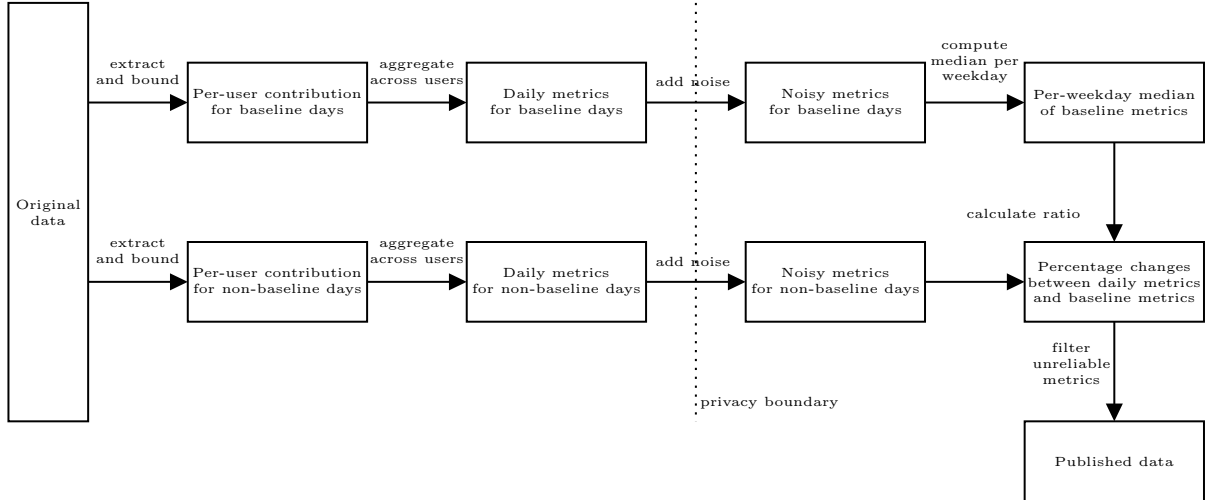 Original
data
extract
and bound
Per-user contribution
for baseline days
aggregate
across users
Daily metrics
for baseline days
add noise
Noisy metrics
for baseline days
compute
median per
weekday
Per-weekday median
of baseline metrics
calculate ratio
extract
and bound
Per-user contribution
for non-baseline days
aggregate
across users
Daily metrics
for non-baseline days
add noise
Noisy metrics
for non-baseline days
Percentage changes
between daily metrics
and baseline metrics
filter
unreliable
metrics
privacy boundary
Published data